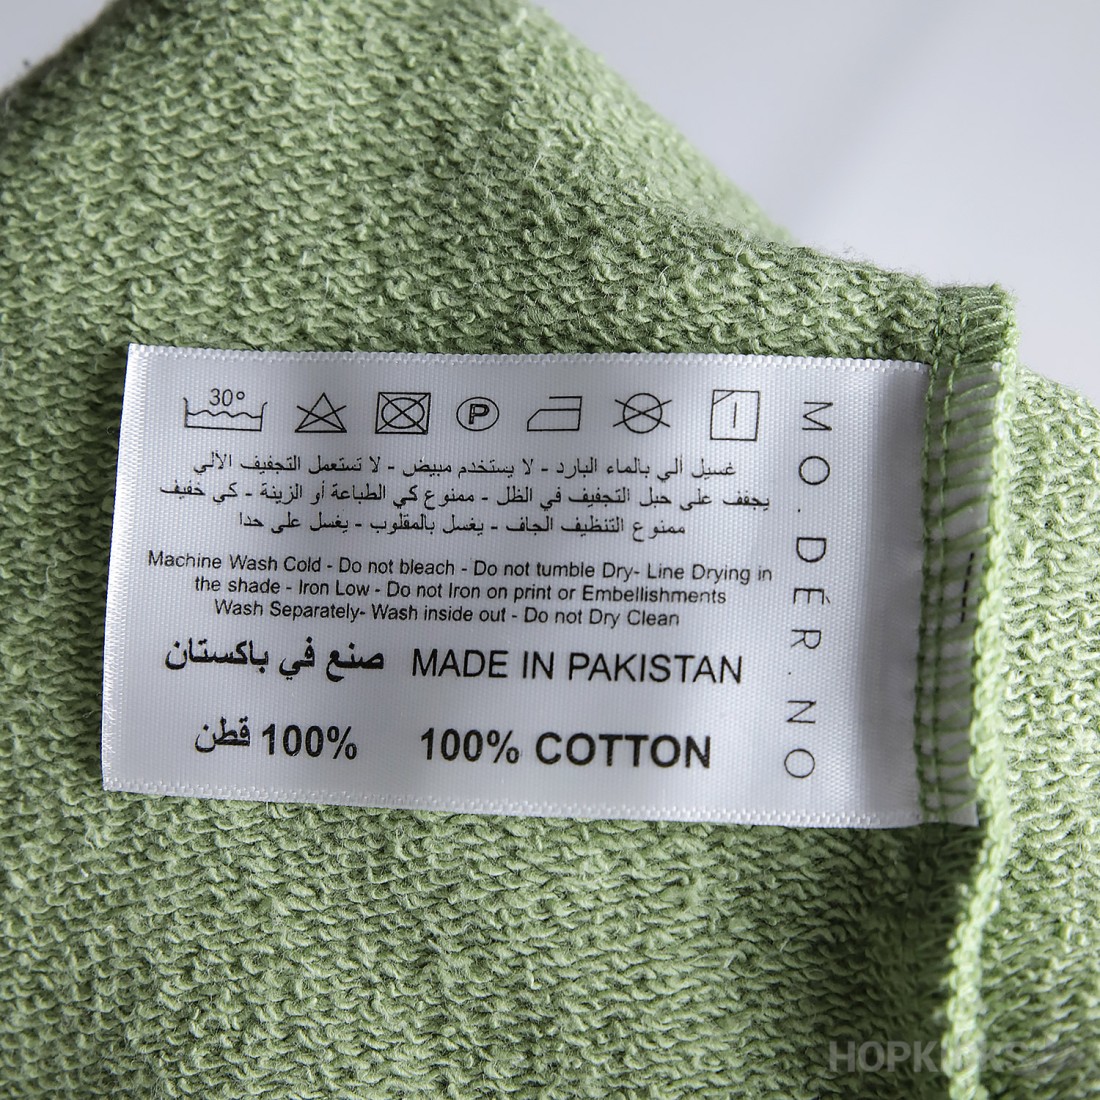 30°
P
غسيل ألي بالماء البارد - لا يستخدم مبيض - لا تستعمل التجفيف الالي
يجفف على حبل التجفيف في الظل - ممنوع كي الطباعة أو الزينة - كي خفيف
ممنوع التنظيف الجاف - يغسل بالمقلوب - يغسل على حدا
Machine Wash Cold - Do not bleach - Do not tumble Dry- Line Drying in
the shade - Iron Low - Do not Iron on print or Embellishments
Wash Separately- Wash inside out - Do not Dry Clean
صنع في باكستان MADE IN PAKISTAN
100% قطن 100% COTTON
MO.DÉR.NO
HOPKICKS